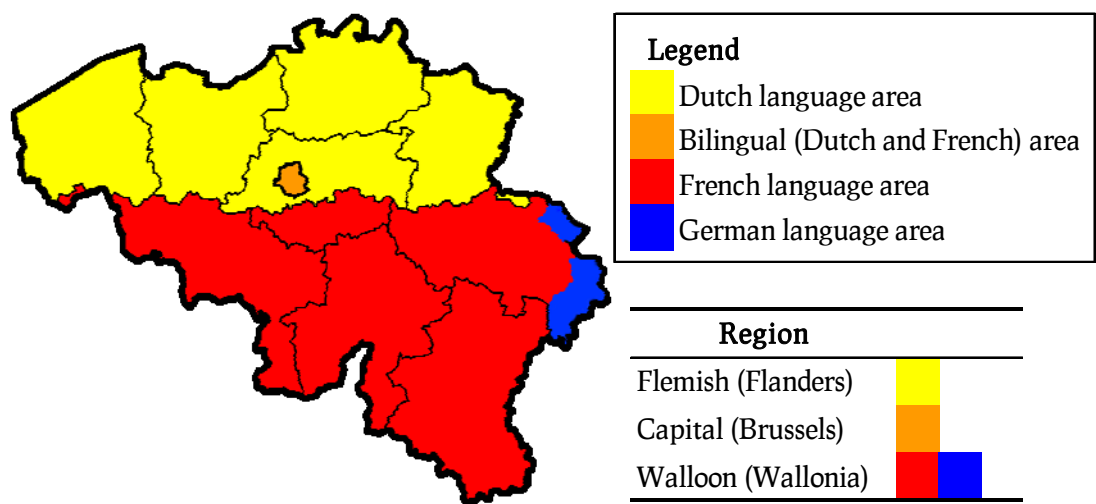 Legend
Dutch language area
Bilingual (Dutch and French) area
French language area
German language area
Region
Flemish (Flanders)
Capital (Brussels)
Walloon (Wallonia)